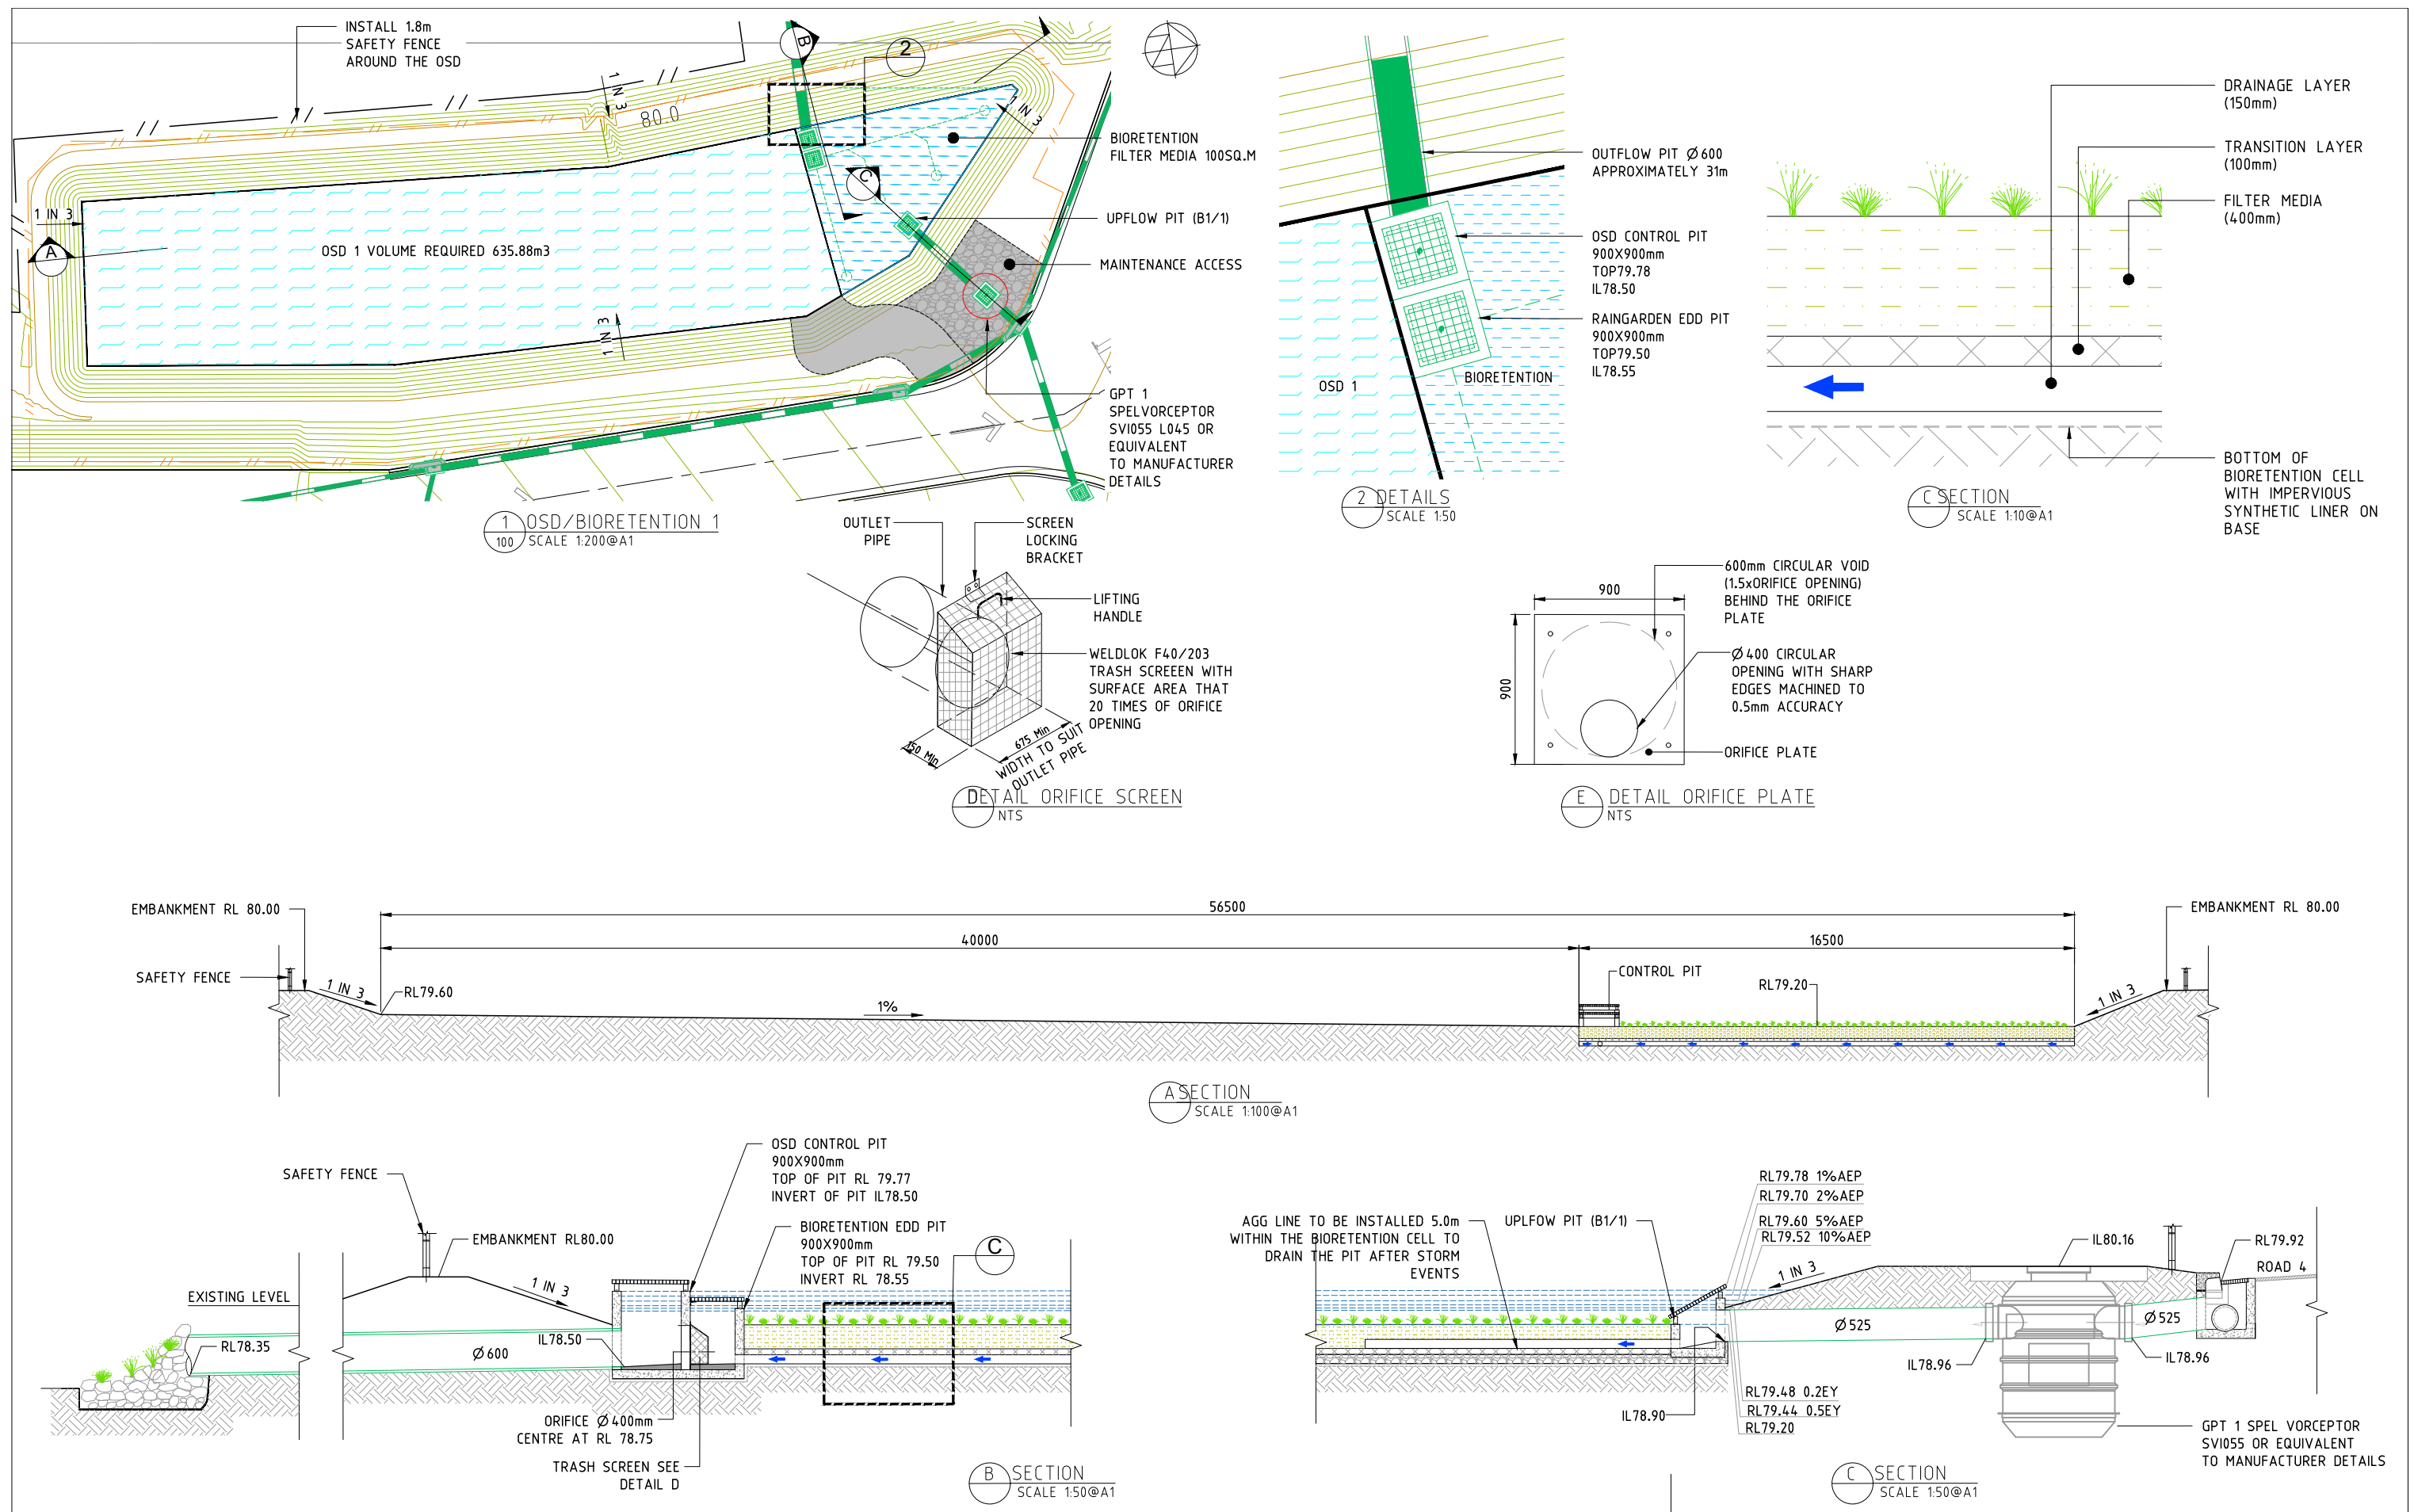 INSTALL 1.8m
SAFETY FENCE
AROUND THE OSD
B
2
1 IN 3
80.0
1 IN 3
BIORETENTION
FILTER MEDIA 100SQ.M
C
1 IN 3
A
OSD 1 VOLUME REQUIRED 635.88m3
UPFLOW PIT (B1/1)
MAINTENANCE ACCESS
1 IN 3
GPT 1
SPELVORCEPTOR
SVI055 L045 OR
EQUIVALENT
TO MANUFACTURER
DETAILS
1 OSD/BIORETENTION 1
100 SCALE 1:200@A1
OUTFLOW PIT Ø600
APPROXIMATELY 31m
OSD CONTROL PIT
900X900mm
TOP79.78
IL78.50
RAINGARDEN EDD PIT
900X900mm
TOP79.50
IL78.55
OSD 1
BIORETENTION
2 DETAILS
SCALE 1:50
DRAINAGE LAYER
(150mm)
TRANSITION LAYER
(100mm)
FILTER MEDIA
(400mm)
BOTTOM OF
BIORETENTION CELL
WITH IMPERVIOUS
SYNTHETIC LINER ON
BASE
C SECTION
SCALE 1:10@A1
OUTLET
PIPE
SCREEN
LOCKING
BRACKET
LIFTING
HANDLE
WELDLOK F40/203
TRASH SCREEEN WITH
SURFACE AREA THAT
20 TIMES OF ORIFICE
OPENING
150 Min
675 Min
WIDTH TO SUIT
OUTLET PIPE
DETAIL ORIFICE SCREEN
NTS
900
900
600mm CIRCULAR VOID
(1.5xORIFICE OPENING)
BEHIND THE ORIFICE
PLATE
Ø400 CIRCULAR
OPENING WITH SHARP
EDGES MACHINED TO
0.5mm ACCURACY
ORIFICE PLATE
E DETAIL ORIFICE PLATE
NTS
EMBANKMENT RL 80.00
56500
EMBANKMENT RL 80.00
40000
16500
SAFETY FENCE
1 IN 3
RL79.60
1%
CONTROL PIT
RL79.20
1 IN 3
A SECTION
SCALE 1:100@A1
SAFETY FENCE
OSD CONTROL PIT
900X900mm
TOP OF PIT RL 79.77
INVERT OF PIT IL78.50
EMBANKMENT RL80.00
BIORETENTION EDD PIT
900X900mm
TOP OF PIT RL 79.50
INVERT RL 78.55
C
1 IN 3
EXISTING LEVEL
RL78.35
IL78.50
Ø600
ORIFICE Ø400mm
CENTRE AT RL 78.75
TRASH SCREEN SEE
DETAIL D
B SECTION
SCALE 1:50@A1
AGG LINE TO BE INSTALLED 5.0m
WITHIN THE BIORETENTION CELL TO
DRAIN THE PIT AFTER STORM
EVENTS
UPLFOW PIT (B1/1)
RL79.78 1%AEP
RL79.70 2%AEP
RL79.60 5%AEP
RL79.52 10%AEP
1 IN 3
IL80.16
RL79.92
ROAD 4
Ø525
Ø525
IL78.96
IL78.96
RL79.48 0.2EY
RL79.44 0.5EY
RL79.20
IL78.90
GPT 1 SPEL VORCEPTOR
SVI055 OR EQUIVALENT
TO MANUFACTURER DETAILS
C SECTION
SCALE 1:50@A1